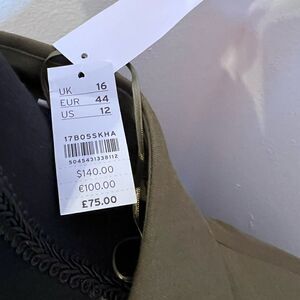 UK 16
EUR 44
US 12
17B05SKHA
5045431338112
$140.00
€100.00
£75.00